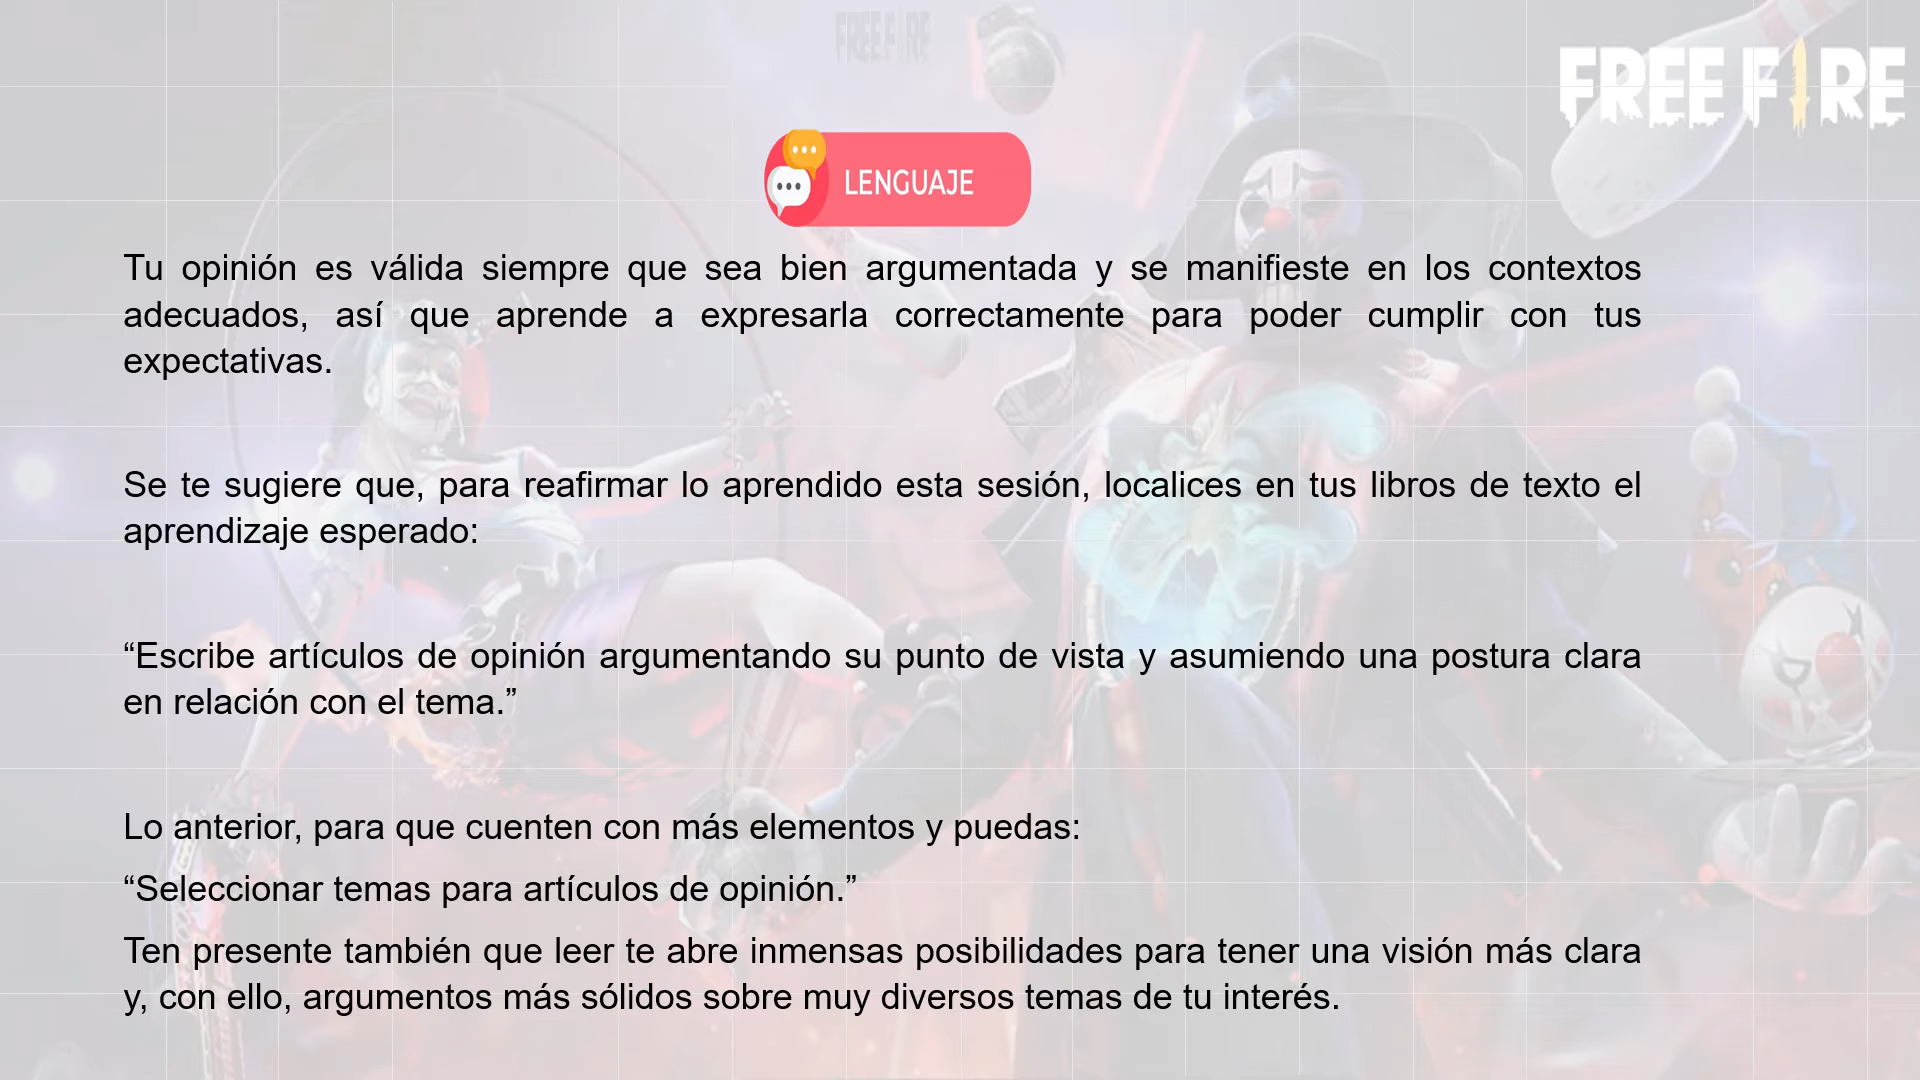 FREE FIRE
FREE FIRE
LENGUAJE
Tu opinión es válida siempre que sea bien argumentada y se manifieste en los contextos
adecuados, así que aprende a expresarla correctamente para poder cumplir con tus
expectativas.
Se te sugiere que, para reafirmar lo aprendido esta sesión, localices en tus libros de texto el
aprendizaje esperado:
“Escribe artículos de opinión argumentando su punto de vista y asumiendo una postura clara
en relación con el tema.”
Lo anterior, para que cuenten con más elementos y puedas:
“Seleccionar temas para artículos de opinión.”
Ten presente también que leer te abre inmensas posibilidades para tener una visión más clara
y, con ello, argumentos más sólidos sobre muy diversos temas de tu interés.